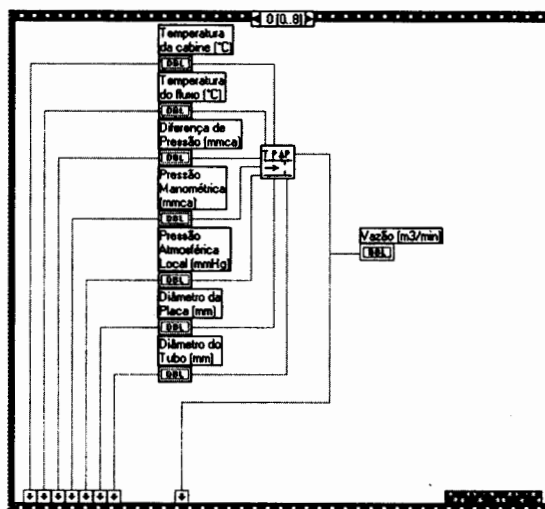 0 [0..8]
Temperatura
da cabine (°C)
DBL
Temperatura
do fluxo (°C)
DBL
Diferença de
Pressão (mmca)
DBL
T P ΔP
Pressão
Manométrica
(mmca)
DBL
Pressão
Atmosférica
Local (mmHg)
DBL
Vazão (m3/min)
DBL
Diâmetro da
Placa (mm)
DBL
Diâmetro do
Tubo (mm)
DBL